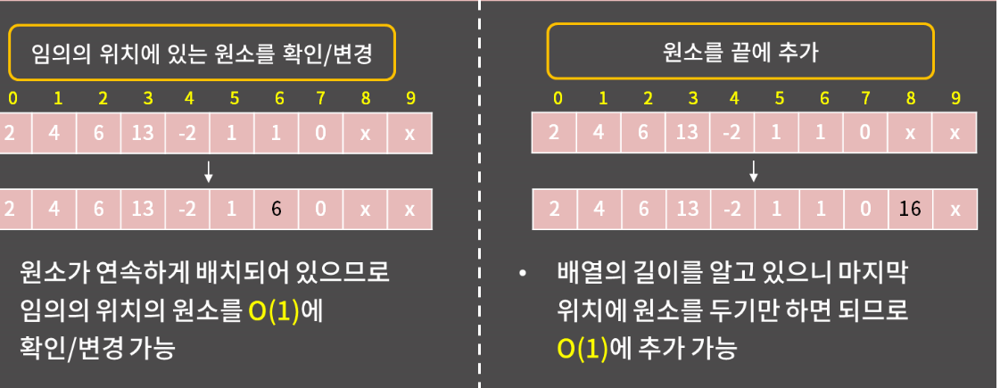 임의의 위치에 있는 원소를 확인/변경
0 1 2 3 4 5 6 7 8 9
2 4 6 13 -2 1 1 0 x x
2 4 6 13 -2 1 6 0 x x
원소가 연속하게 배치되어 있으므로
임의의 위치의 원소를 O(1)에
확인/변경 가능
원소를 끝에 추가
0 1 2 3 4 5 6 7 8 9
2 4 6 13 -2 1 1 0 x x
2 4 6 13 -2 1 1 0 16 x
• 배열의 길이를 알고 있으니 마지막
위치에 원소를 두기만 하면 되므로
O(1)에 추가 가능